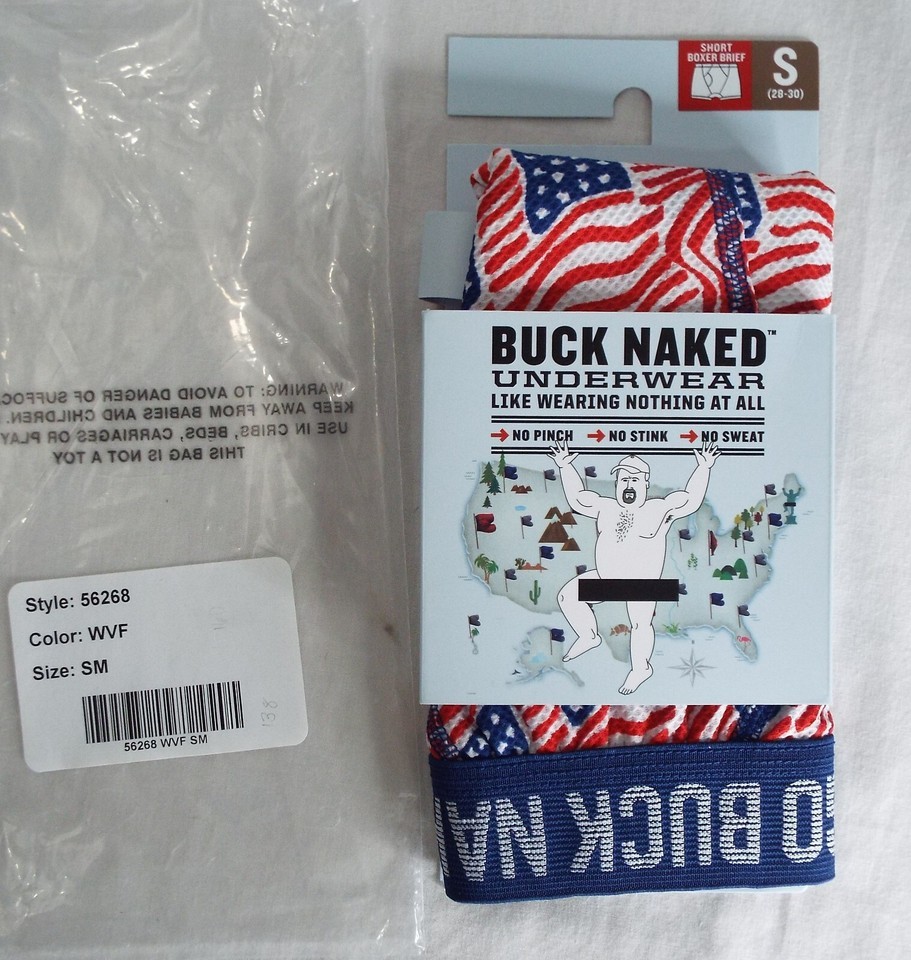 SHORT
BOXER BRIEF
S
(28-30)
BUCK NAKED™
UNDERWEAR
LIKE WEARING NOTHING AT ALL
NO PINCH NO STINK NO SWEAT
WARNING: TO AVOID DANGER OF SUFFOC
KEEP AWAY FROM BABIES AND CHILDREN.
USE IN CRIBS, BEDS, CARRIAGES OR PLAY
THIS BAG IS NOT A TOY
Style: 56268
Color: WVF
Size: SM
138
56268 WVF SM
GO BUCK NA